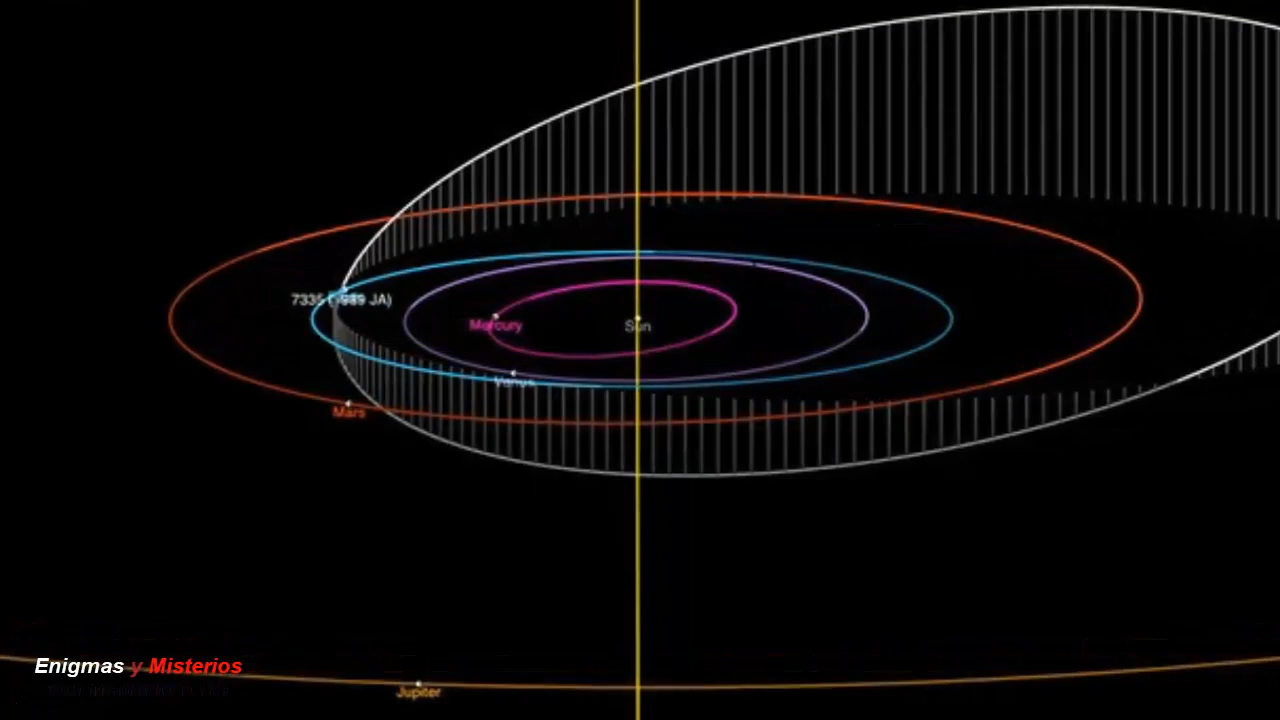 7335 (1989 JA)
Mercury
Sun
Venus
Mars
Enigmas y Misterios
Jupiter